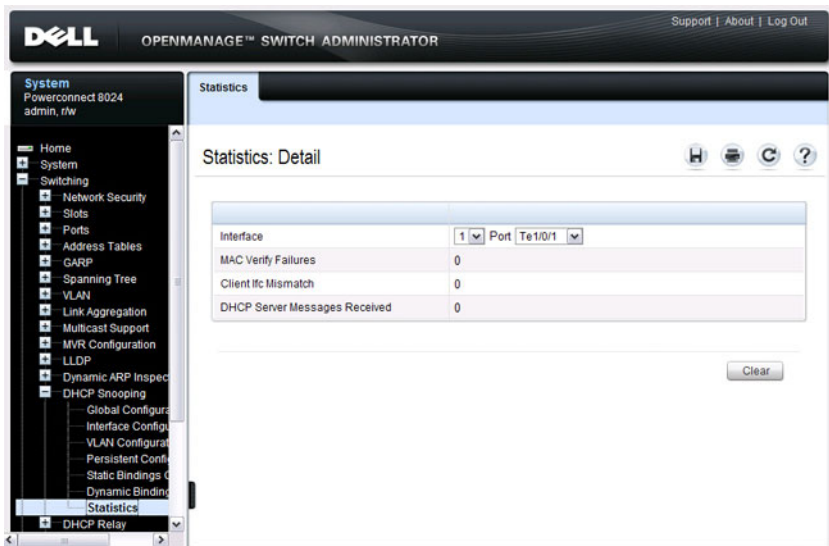 Support | About | Log Out
DELL
OPENMANAGE™ SWITCH ADMINISTRATOR
System
Powerconnect 8024
admin, r/w
Home
System
Switching
Network Security
Slots
Ports
Address Tables
GARP
Spanning Tree
VLAN
Link Aggregation
Multicast Support
MVR Configuration
LLDP
Dynamic ARP Inspec
DHCP Snooping
Global Configura
Interface Configu
VLAN Configurat
Persistent Confi
Static Bindings C
Dynamic Binding
Statistics
DHCP Relay
Statistics
Statistics: Detail
Interface 1 Port Te1/0/1
MAC Verify Failures 0
Client Ifc Mismatch 0
DHCP Server Messages Received 0
Clear